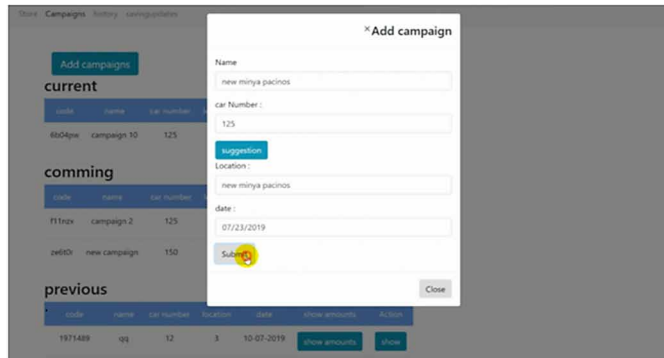 Store Campaigns history savingupdates
×Add campaign
Add campaigns
Name
new minya pacinos
current
car Number :
code name car number
125
6b04pw campaign 10 125
suggestion
Location :
comming
new minya pacinos
code name car number
date :
f11nzv campaign 2 125
07/23/2019
ze6t0i new campaign 150
Submit
Close
previous
code name car number location date show amounts Action
1971489 qq 12 3 10-07-2019 show amounts show